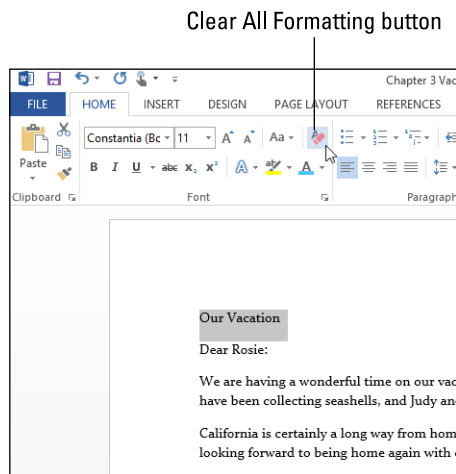 Clear All Formatting button
Chapter 3 Vac
FILE HOME INSERT DESIGN PAGE LAYOUT REFERENCES
Constantia (Bc 11 A A Aa
Paste B I U abc X₂ X² A aby A
Clipboard Font Paragraph
Our Vacation
Dear Rosie:
We are having a wonderful time on our vac
have been collecting seashells, and Judy an
California is certainly a long way from hom
looking forward to being home again with